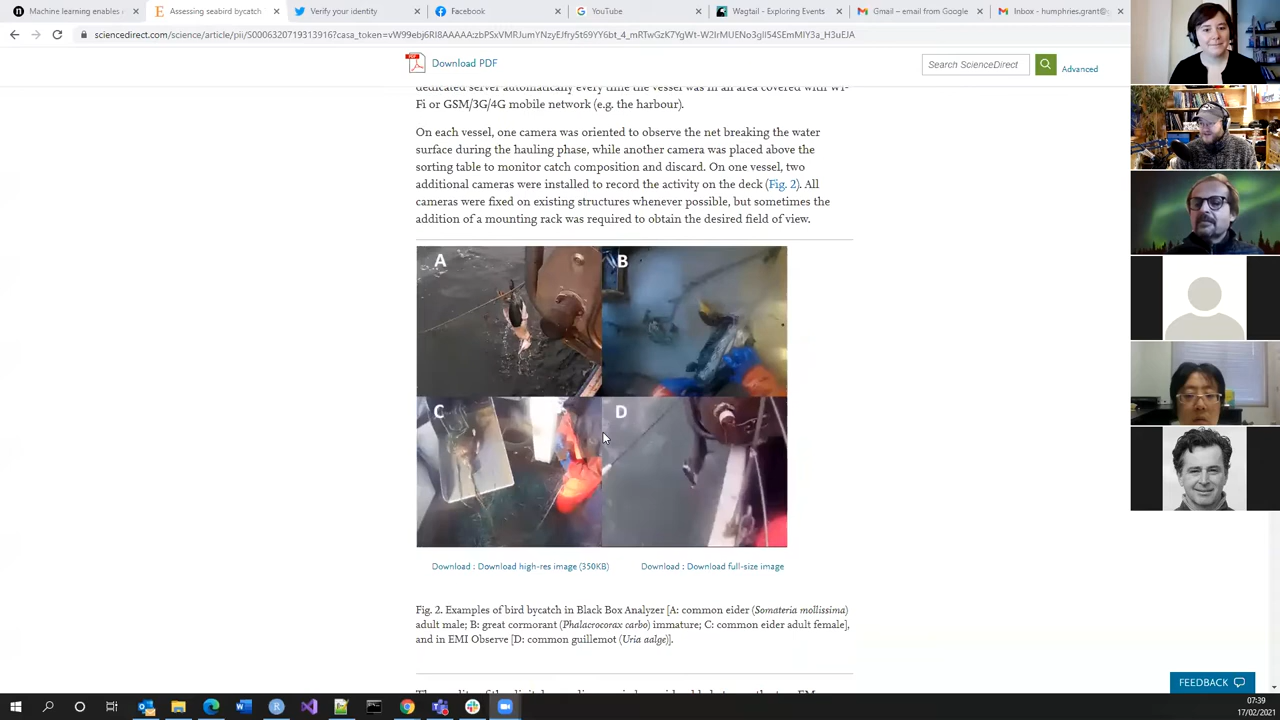 Machine learning enables
Assessing seabird bycatch
Verify your identity
Facebook
YouTube
Wagtail - Exploring Events
Gmail – email from Google
Inbox - humphries.grant@g
Download PDF
Search ScienceDirect
Advanced
dedicated server automatically every time the vessel was in an area covered with Wi-
Fi or GSM/3G/4G mobile network (e.g. the harbour).
On each vessel, one camera was oriented to observe the net breaking the water
surface during the hauling phase, while another camera was placed above the
sorting table to monitor catch composition and discard. On one vessel, two
additional cameras were installed to record the activity on the deck (Fig. 2). All
cameras were fixed on existing structures whenever possible, but sometimes the
addition of a mounting rack was required to obtain the desired field of view.
A B
C D
Download : Download high-res image (350KB) Download : Download full-size image
Fig. 2. Examples of bird bycatch in Black Box Analyzer [A: common eider (Somateria mollissima)
adult male; B: great cormorant (Phalacrocorax carbo) immature; C: common eider adult female],
and in EMI Observe [D: common guillemot (Uria aalge)].
FEEDBACK
07:39
17/02/2021